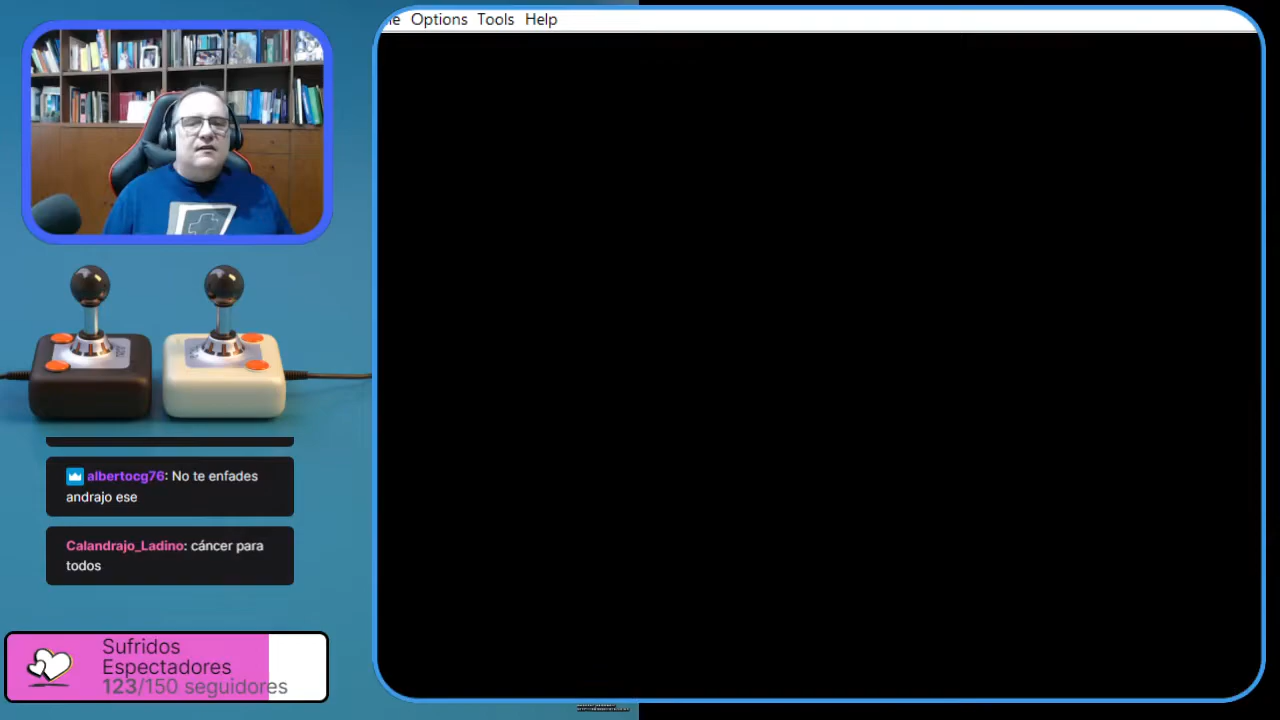 Options Tools Help
albertocg76: No te enfades
andrajo ese
Calandrajo_Ladino: cáncer para
todos
Sufridos
Espectadores
123/150 seguidores